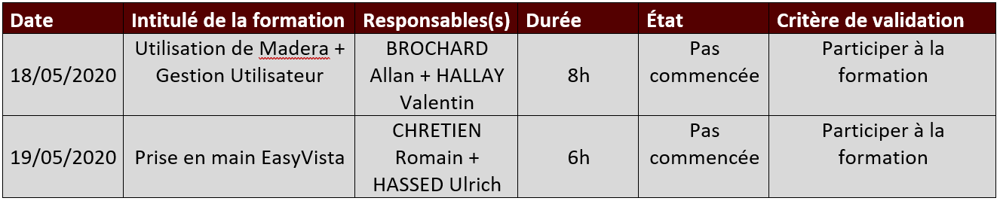 Date Intitulé de la formation Responsables(s) Durée État Critère de validation
18/05/2020
Utilisation de Madera +
Gestion Utilisateur
BROCHARD
Allan + HALLAY
Valentin
8h
Pas
commencée
Participer à la
formation
19/05/2020
Prise en main EasyVista
CHRETIEN
Romain +
HASSED Ulrich
6h
Pas
commencée
Participer à la
formation